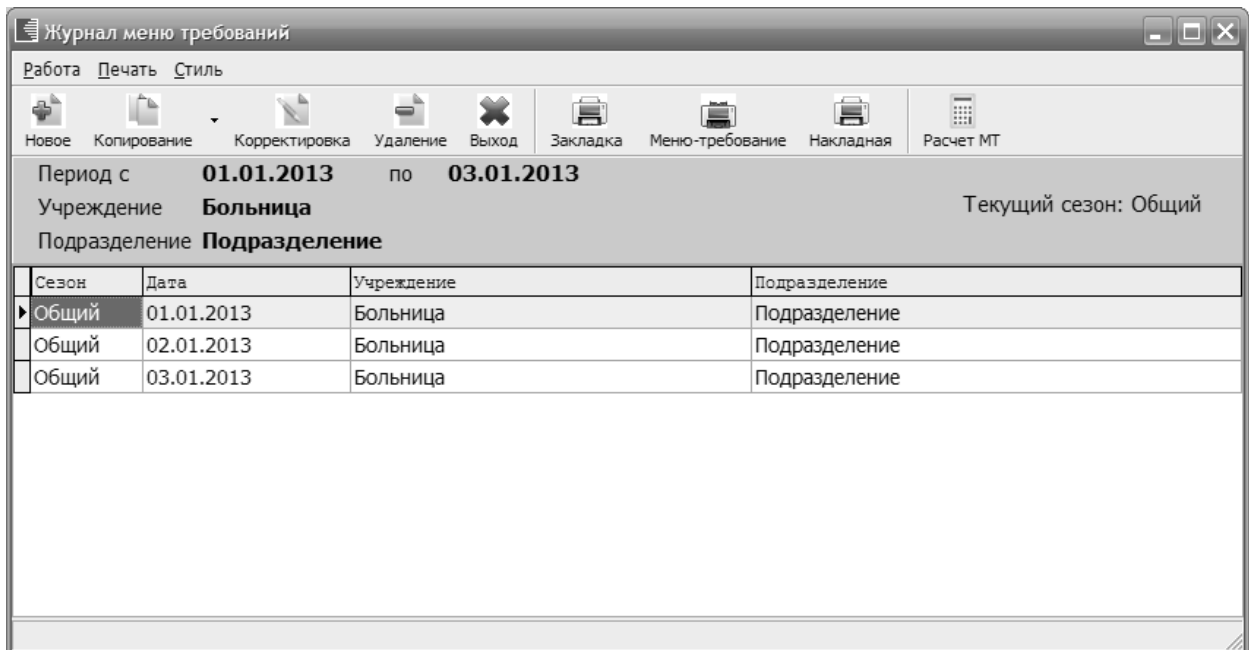 Журнал меню требований
Работа Печать Стиль
Новое Копирование Корректировка Удаление Выход Закладка Меню-требование Накладная Расчет МТ
Период с 01.01.2013 по 03.01.2013
Учреждение Больница Текущий сезон: Общий
Подразделение Подразделение
Сезон Дата Учреждение Подразделение
Общий 01.01.2013 Больница Подразделение
Общий 02.01.2013 Больница Подразделение
Общий 03.01.2013 Больница Подразделение